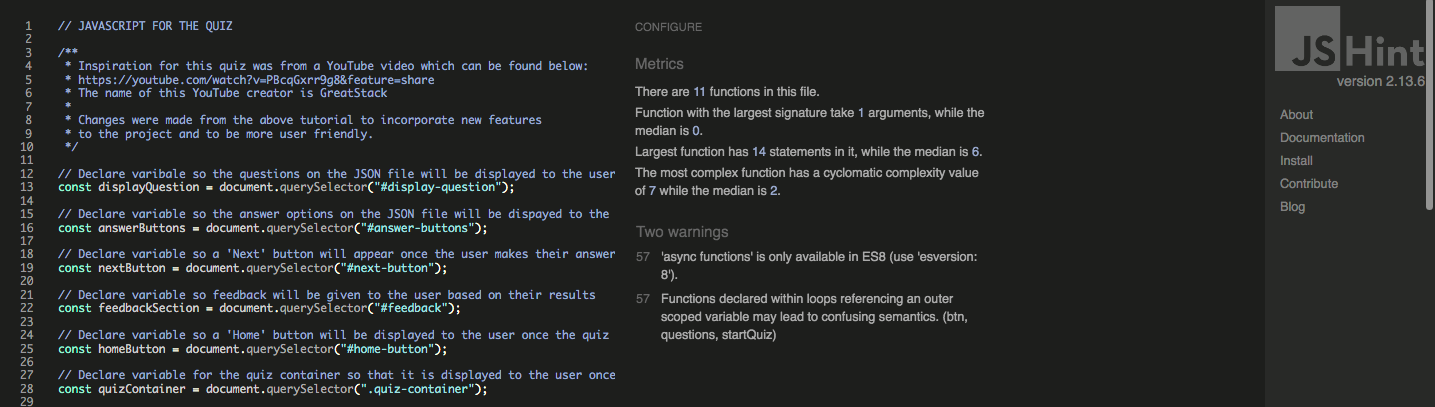 1 // JAVASCRIPT FOR THE QUIZ
2
3 /**
4 * Inspiration for this quiz was from a YouTube video which can be found below:
5 * https://youtube.com/watch?v=PBcqGxrr9g8&feature=share
6 * The name of this YouTube creator is GreatStack
7 *
8 * Changes were made from the above tutorial to incorporate new features
9 * to the project and to be more user friendly.
10 */
11
12 // Declare varibale so the questions on the JSON file will be displayed to the user
13 const displayQuestion = document.querySelector("#display-question");
14
15 // Declare variable so the answer options on the JSON file will be dispayed to the
16 const answerButtons = document.querySelector("#answer-buttons");
17
18 // Declare variable so a 'Next' button will appear once the user makes their answer
19 const nextButton = document.querySelector("#next-button");
20
21 // Declare variable so feedback will be given to the user based on their results
22 const feedbackSection = document.querySelector("#feedback");
23
24 // Declare variable so a 'Home' button will be displayed to the user once the quiz
25 const homeButton = document.querySelector("#home-button");
26
27 // Declare variable for the quiz container so that it is displayed to the user once
28 const quizContainer = document.querySelector(".quiz-container");
29
CONFIGURE
Metrics
There are 11 functions in this file.
Function with the largest signature take 1 arguments, while the
median is 0.
Largest function has 14 statements in it, while the median is 6.
The most complex function has a cyclomatic complexity value
of 7 while the median is 2.
Two warnings
57 'async functions' is only available in ES8 (use 'esversion:
8').
57 Functions declared within loops referencing an outer
scoped variable may lead to confusing semantics. (btn,
questions, startQuiz)
JSHint
version 2.13.6
About
Documentation
Install
Contribute
Blog